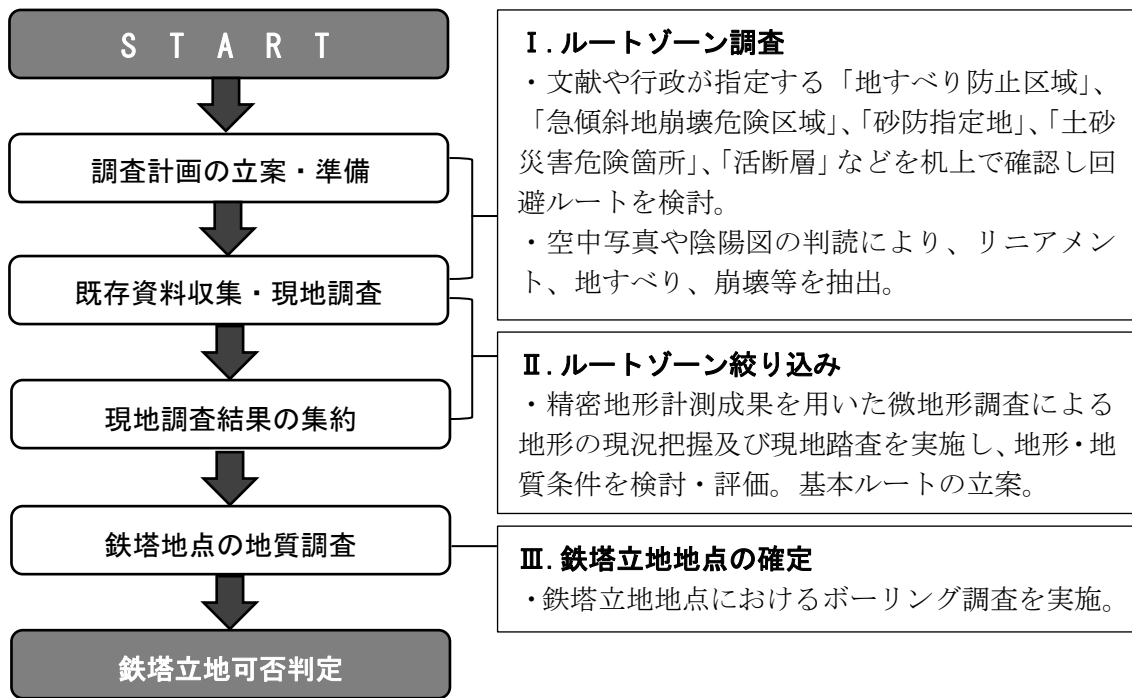 START
調査計画の立案・準備
既存資料収集・現地調査
現地調査結果の集約
鉄塔地点の地質調査
鉄塔立地可否判定
Ⅰ. ルートゾーン調査
・文献や行政が指定する「地すべり防止区域」、
「急傾斜地崩壊危険区域」、「砂防指定地」、「土砂
災害危険箇所」、「活断層」などを机上で確認し回
避ルートを検討。
・空中写真や陰陽図の判読により、リニアメン
ト、地すべり、崩壊等を抽出。
Ⅱ. ルートゾーン絞り込み
・精密地形計測成果を用いた微地形調査による
地形の現況把握及び現地踏査を実施し、地形・地
質条件を検討・評価。基本ルートの立案。
Ⅲ. 鉄塔立地地点の確定
・鉄塔立地地点におけるボーリング調査を実施。